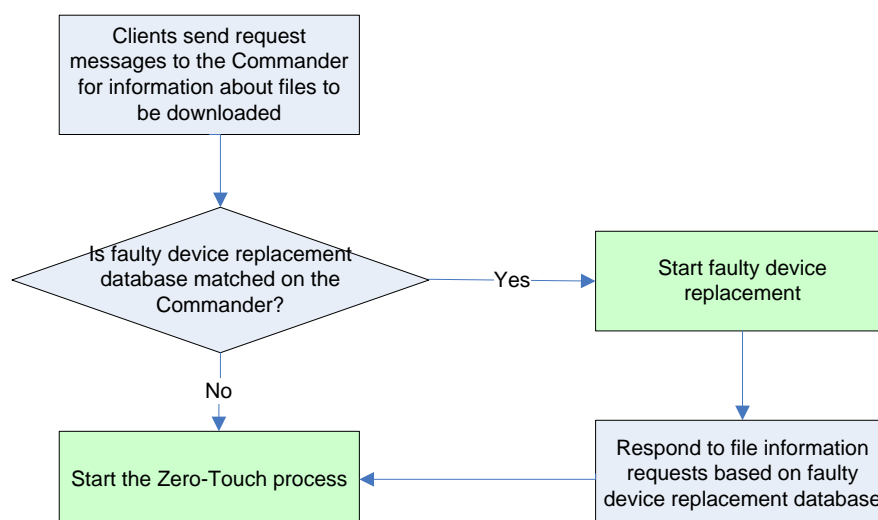 Clients send request
messages to the Commander
for information about files to
be downloaded
Is faulty device replacement
database matched on the
Commander?
Yes
Start faulty device
replacement
No
Start the Zero-Touch process
Respond to file information
requests based on faulty
device replacement database